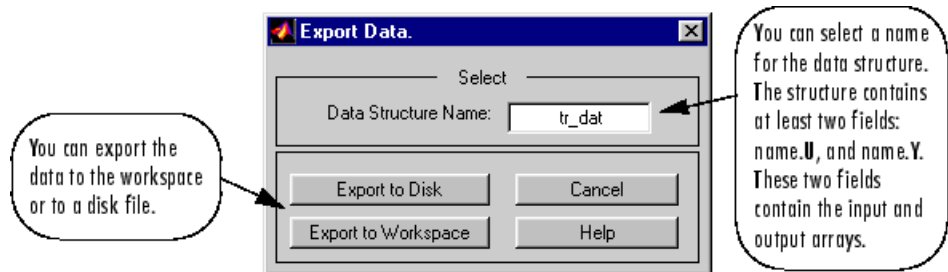 Export Data.
Select
Data Structure Name:
tr_dat
Export to Disk
Cancel
Export to Workspace
Help
You can export the
data to the workspace
or to a disk file.
You can select a name
for the data structure.
The structure contains
at least two fields:
name.U, and name.Y.
These two fields
contain the input and
output arrays.